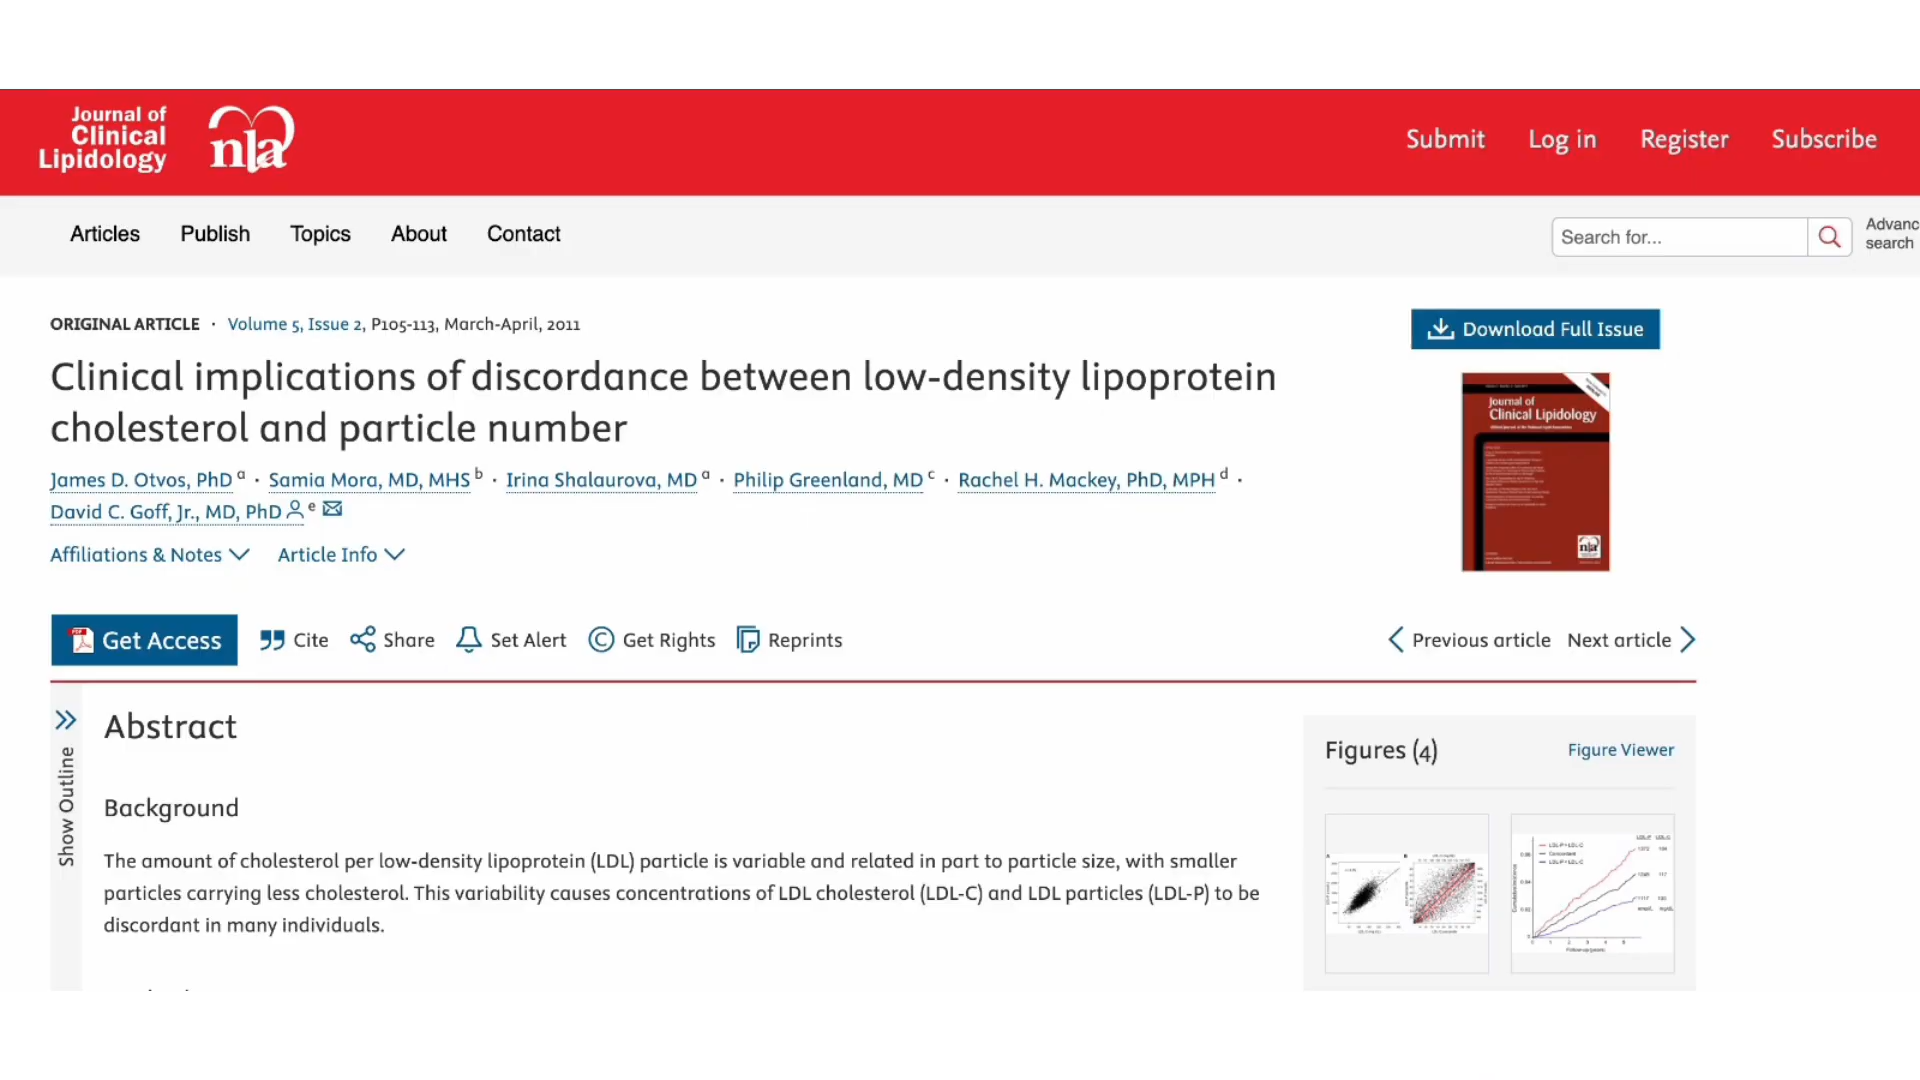 Journal of
Clinical
Lipidology
nla
Submit Log in Register Subscribe
Articles Publish Topics About Contact
Search for...
Advanc
search
ORIGINAL ARTICLE · Volume 5, Issue 2, P105-113, March-April, 2011
Download Full Issue
Clinical implications of discordance between low-density lipoprotein
cholesterol and particle number
Journal of
Clinical Lipidology
nla
James D. Otvos, PhD a · Samia Mora, MD, MHS b · Irina Shalaurova, MD a · Philip Greenland, MD c · Rachel H. Mackey, PhD, MPH d ·
David C. Goff, Jr., MD, PhD e
Affiliations & Notes Article Info
PDF Get Access Cite Share Set Alert © Get Rights Reprints
Previous article Next article
Show Outline
Abstract
Figures (4) Figure Viewer
Background
The amount of cholesterol per low-density lipoprotein (LDL) particle is variable and related in part to particle size, with smaller
particles carrying less cholesterol. This variability causes concentrations of LDL cholesterol (LDL-C) and LDL particles (LDL-P) to be
discordant in many individuals.